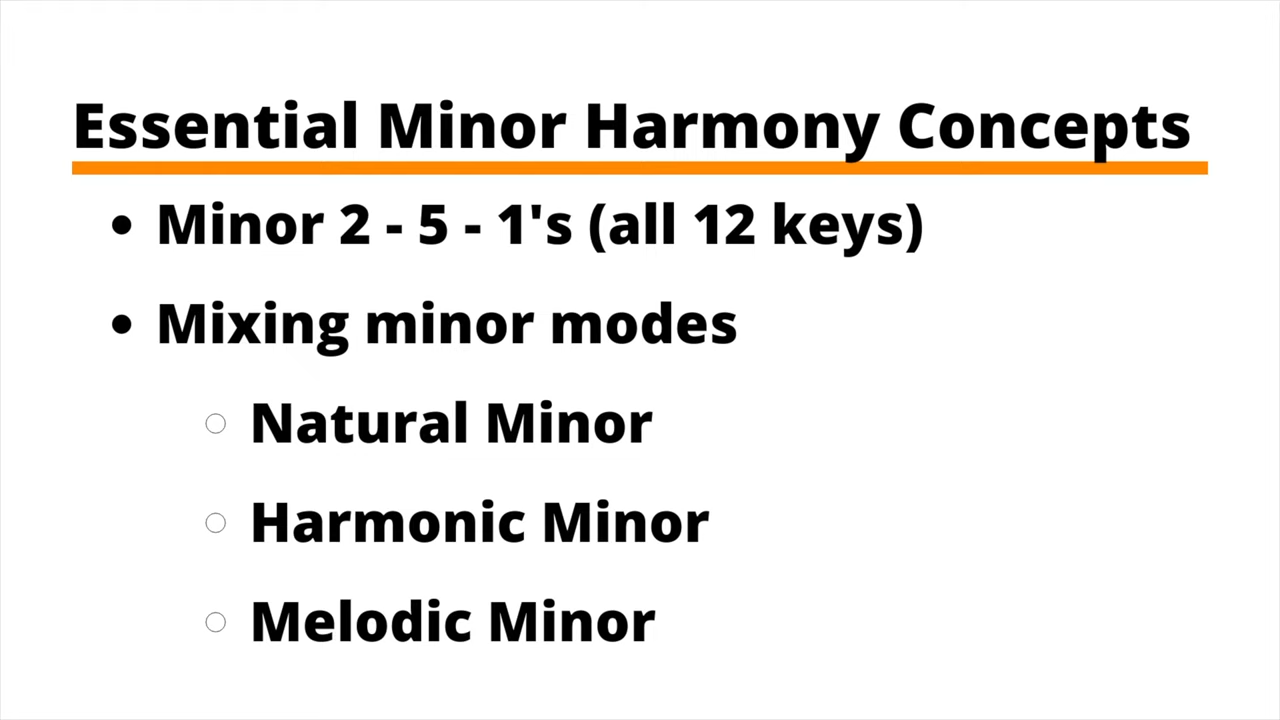 Essential Minor Harmony Concepts
• Minor 2 - 5 - 1's (all 12 keys)
• Mixing minor modes
○ Natural Minor
○ Harmonic Minor
○ Melodic Minor